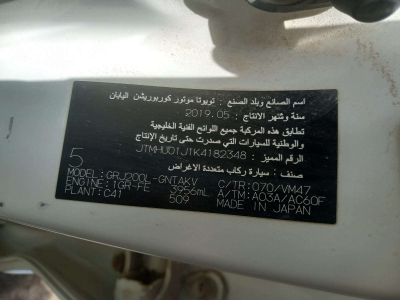 اسم الصانع وبلد الصنع : تويوتا موتور كوربوريشن اليابان
سنة وشهر الانتاج : 2019.05
تطابق هذه المركبة جميع اللوائح الفنية الخليجية
والوطنية للسيارات التي صدرت حتى تاريخ الإنتاج
الرقم المميز : JTMHU01J1K4182348
صنف : سيارة ركاب متعددة الاغراض
5
MODEL: GRJ200L-GNTAKV C/TR: 070/VM47
ENGINE: 1GR-FE 3956mL A/TM: A03A/AC60F
PLANT: C41 509 MADE IN JAPAN